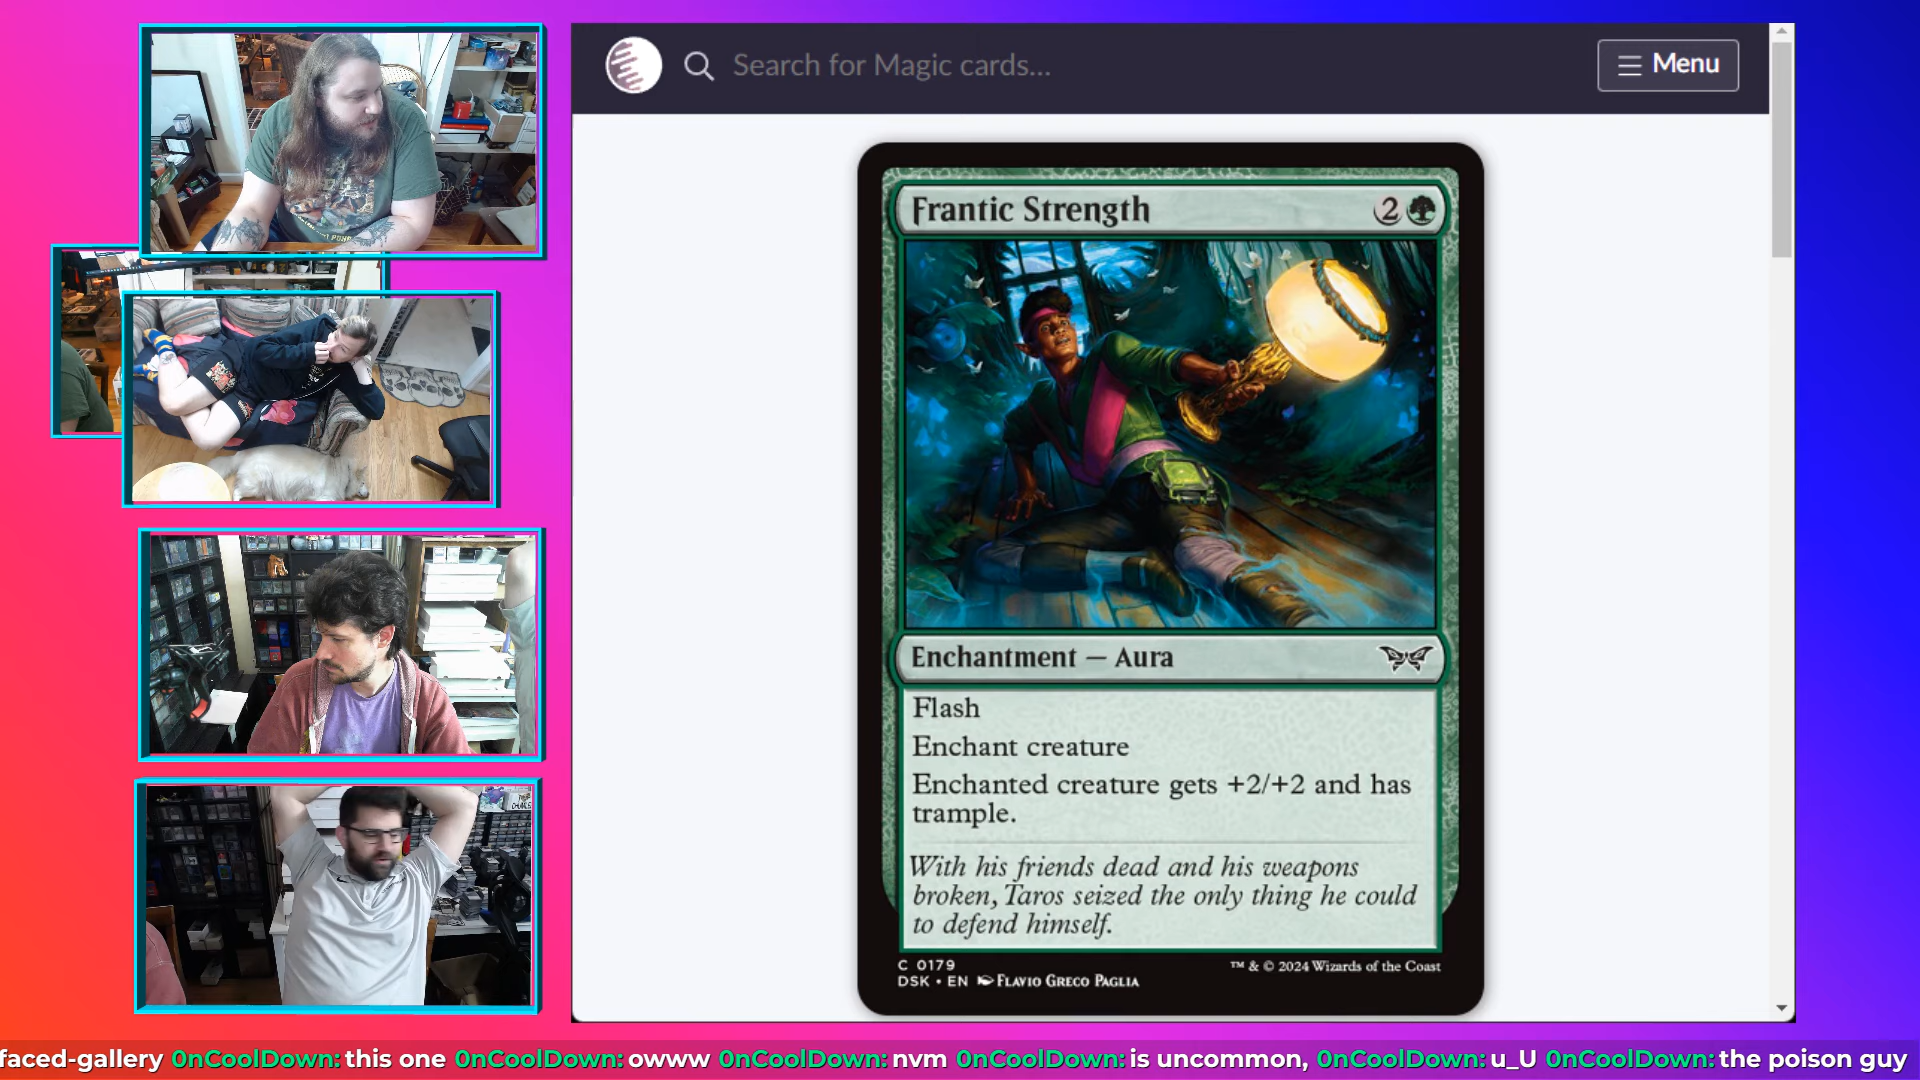 Search for Magic cards...
Menu
Frantic Strength
2
Enchantment — Aura
Flash
Enchant creature
Enchanted creature gets +2/+2 and has
trample.
With his friends dead and his weapons
broken, Taros seized the only thing he could
to defend himself.
C 0179
DSK • EN FLAVIO GRECO PAGLIA
™ & © 2024 Wizards of the Coast
faced-gallery 0nCoolDown: this one 0nCoolDown: owww 0nCoolDown: nvm 0nCoolDown: is uncommon, 0nCoolDown: u_U 0nCoolDown: the poison guy